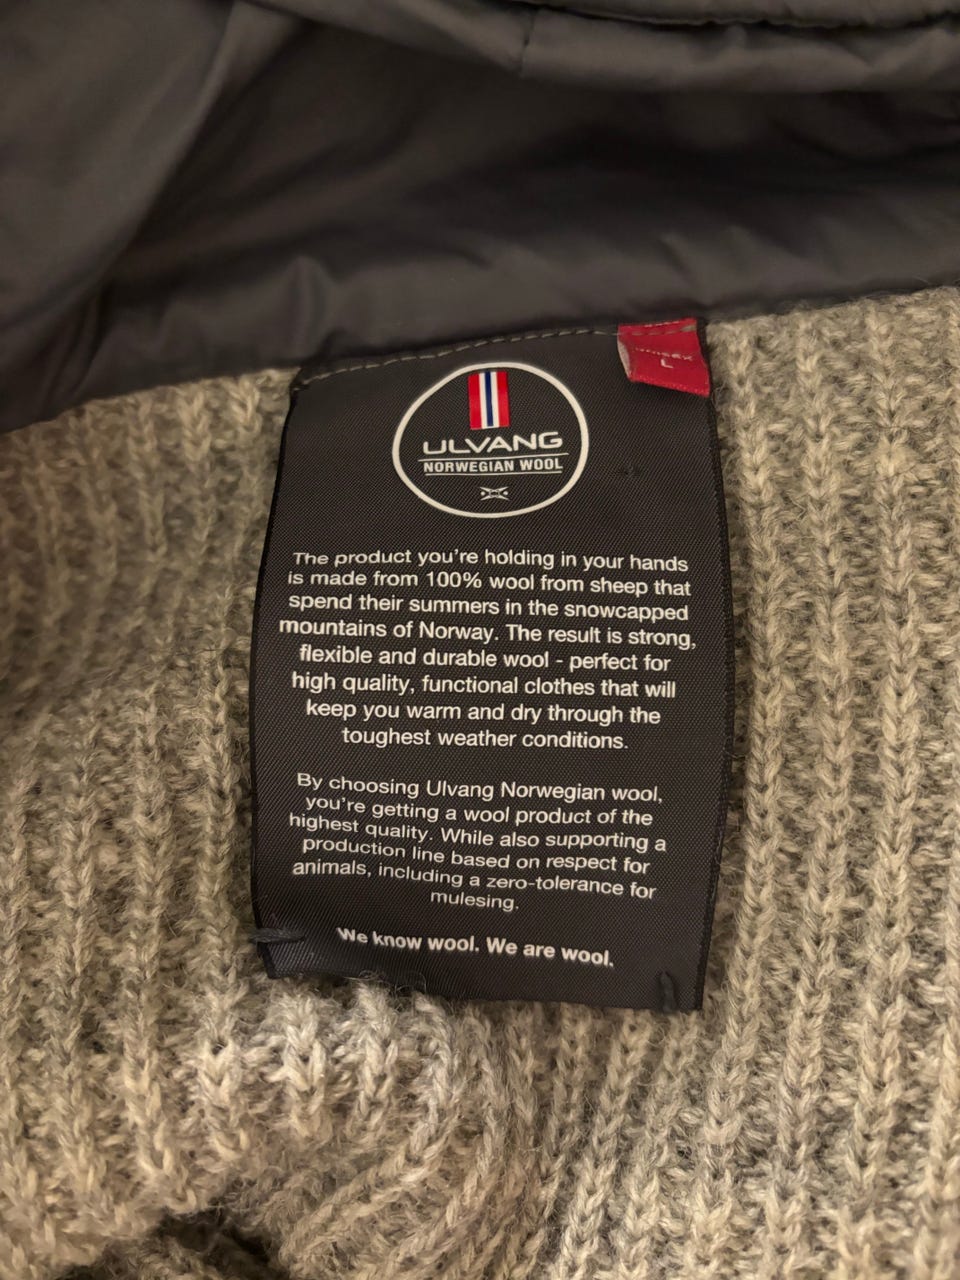 UNISEX
L
ULVANG
NORWEGIAN WOOL
The product you're holding in your hands
is made from 100% wool from sheep that
spend their summers in the snowcapped
mountains of Norway. The result is strong,
flexible and durable wool - perfect for
high quality, functional clothes that will
keep you warm and dry through the
toughest weather conditions.
By choosing Ulvang Norwegian wool,
you're getting a wool product of the
highest quality. While also supporting a
production line based on respect for
animals, including a zero-tolerance for
mulesing.
We know wool. We are wool.